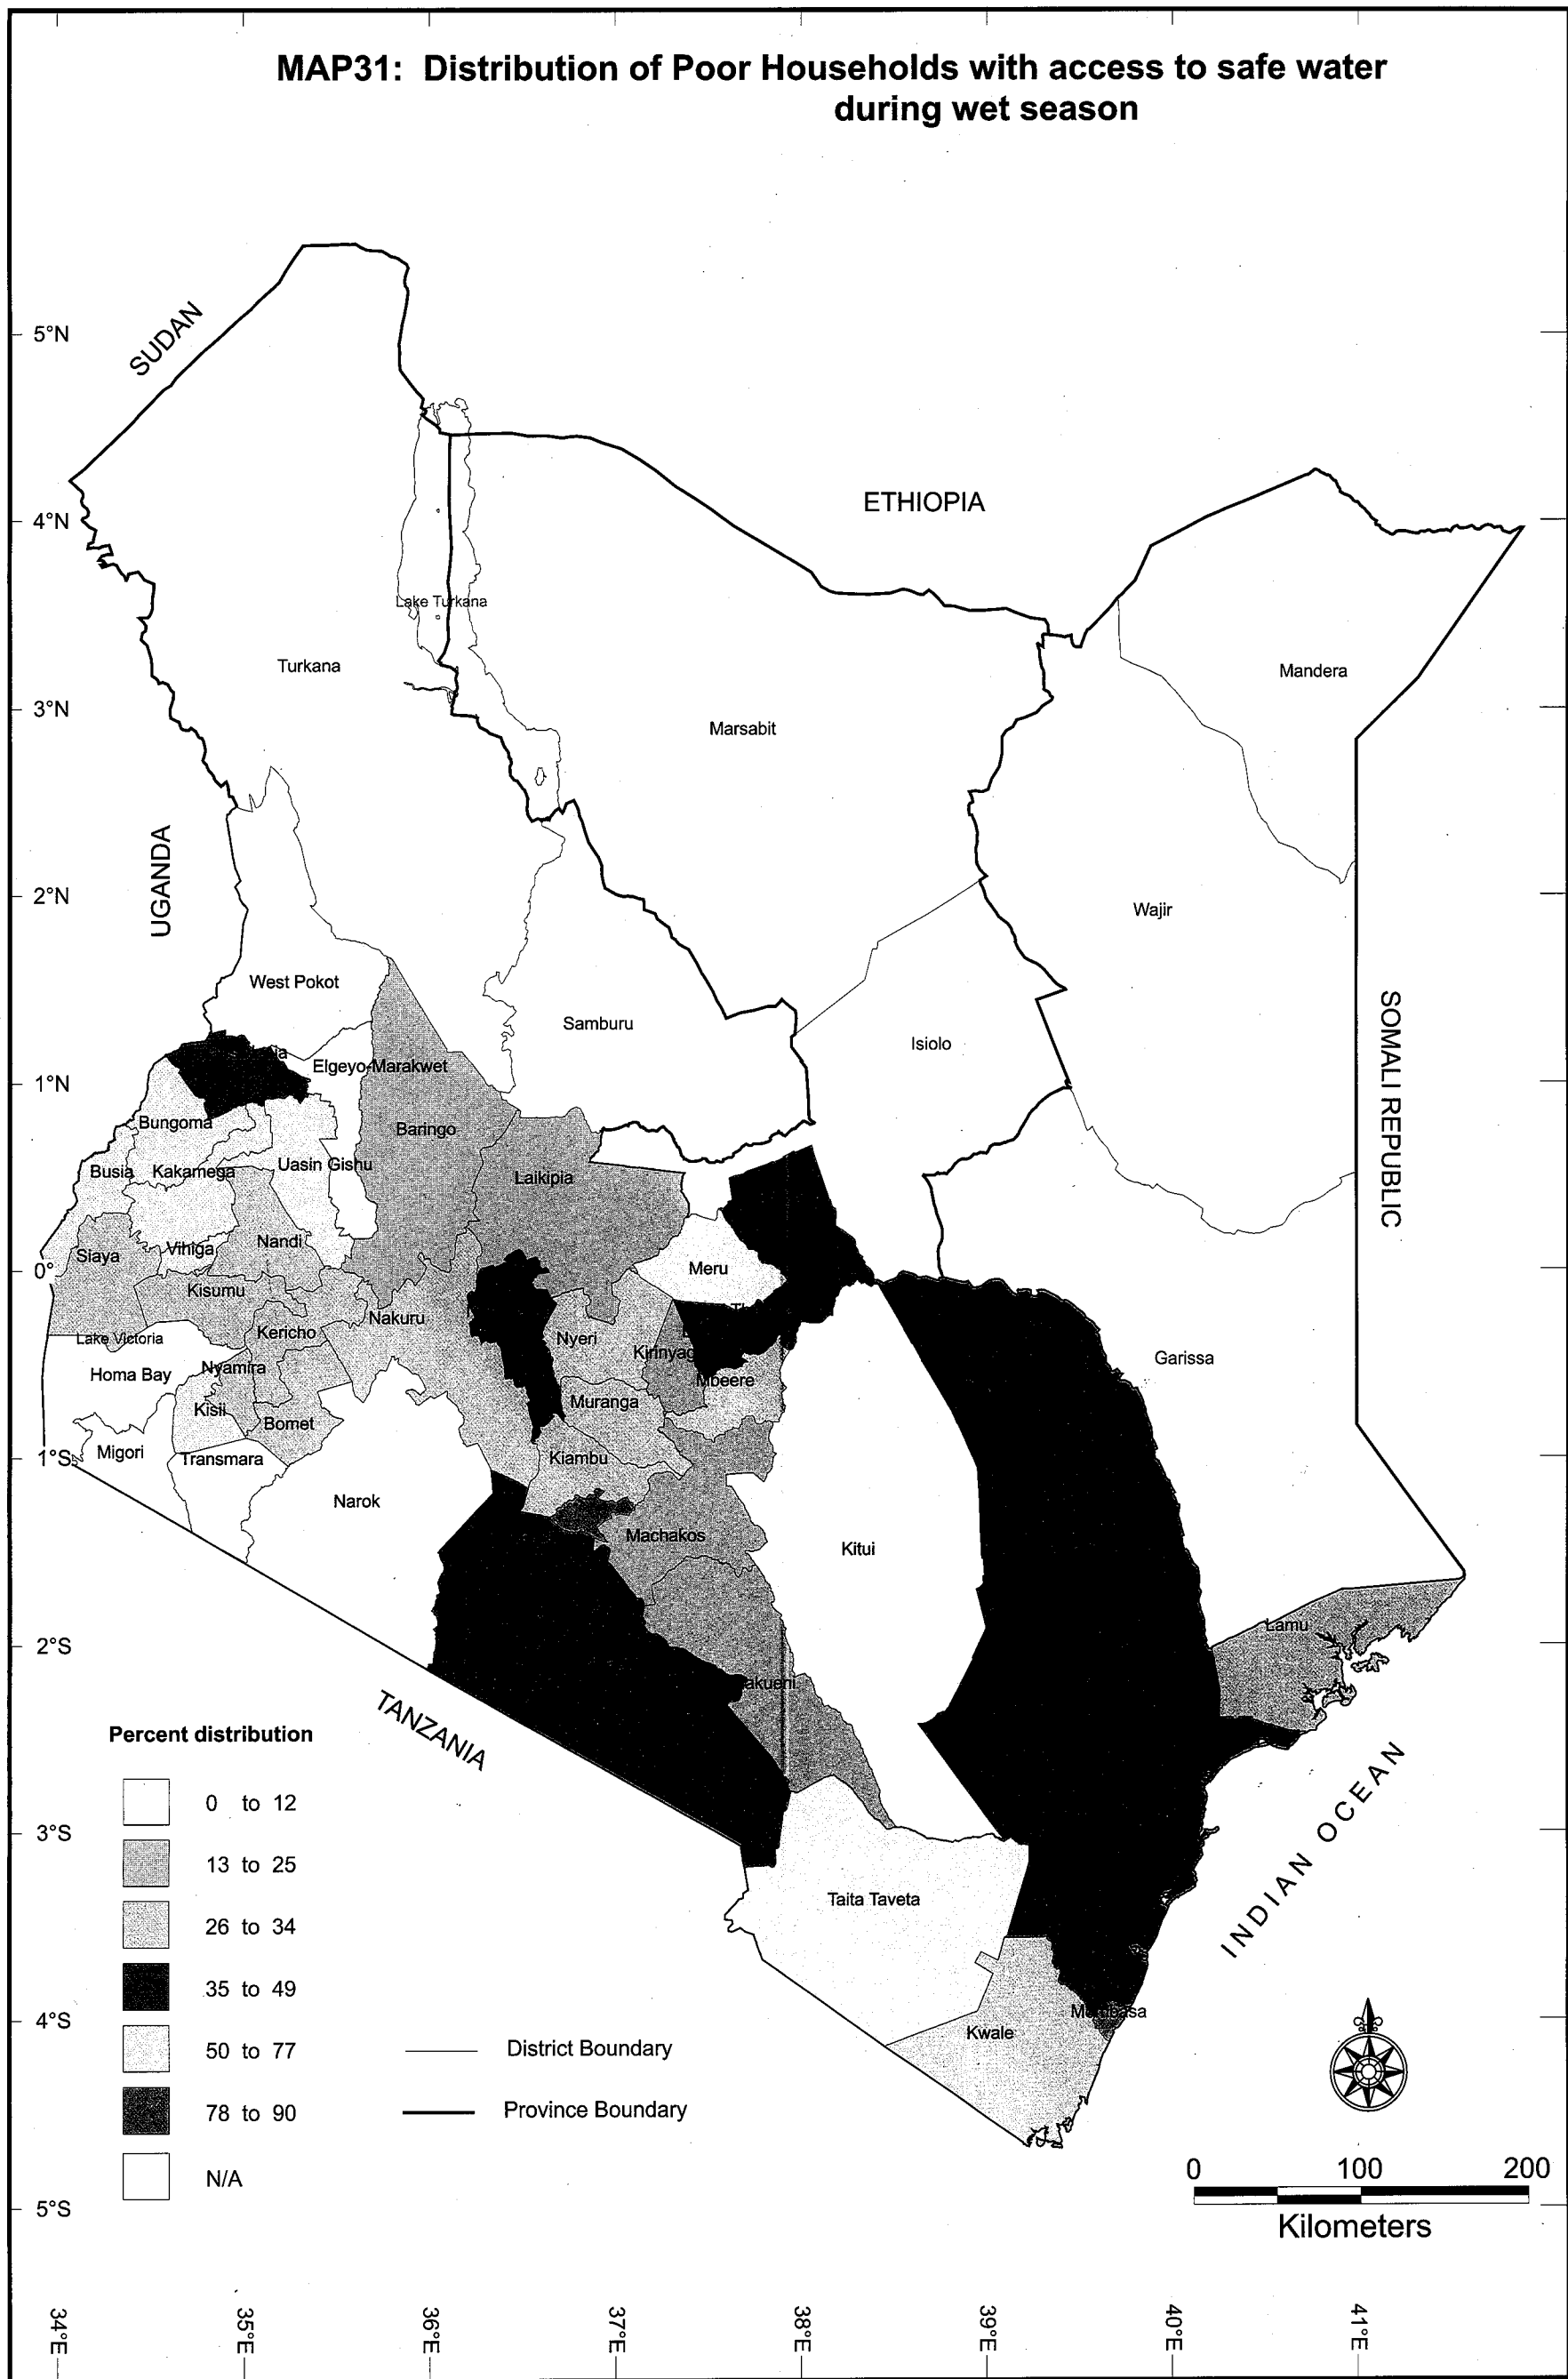 MAP31: Distribution of Poor Households with access to safe water
during wet season
SUDAN
5°N
ETHIOPIA
4°N
Lake Turkana
Turkana
Mandera
3°N
Marsabit
UGANDA
2°N
Wajir
West Pokot
Samburu
Isiolo
SOMALI REPUBLIC
Elgeyo-Marakwet
1°N
Bungoma
Baringo
Busia
Kakamega
Uasin Gishu
Laikipia
Siaya
Vihiga
Nandi
0°
Meru
Kisumu
Nakuru
Lake Victoria
Kericho
Nyeri
Garissa
Homa Bay
Nyamira
Mbeere
Kisii
Bomet
Muranga
Migori
1°S
Transmara
Kiambu
Narok
Machakos
Kitui
Lamu
2°S
TANZANIA
Percent distribution
0 to 12
13 to 25
26 to 34
35 to 49
50 to 77
78 to 90
N/A
District Boundary
Province Boundary
3°S
Taita Taveta
INDIAN OCEAN
4°S
Mombasa
Kwale
0 100 200
Kilometers
5°S
34°E 35°E 36°E 37°E 38°E 39°E 40°E 41°E